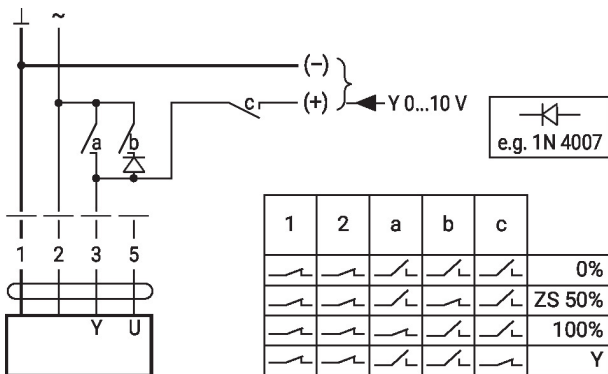 ⊥ ~
(–)
(+)
Y 0...10 V
c
a b
e.g. 1N 4007
1 2 3 5
Y U
1 2 a b c
0%
ZS 50%
100%
Y